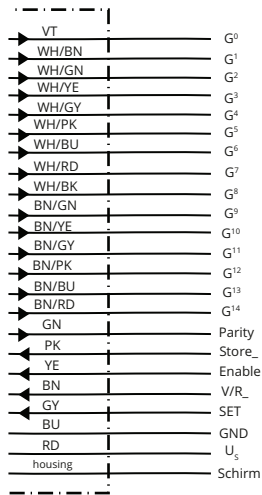 VT G⁰
WH/BN G¹
WH/GN G²
WH/YE G³
WH/GY G⁴
WH/PK G⁵
WH/BU G⁶
WH/RD G⁷
WH/BK G⁸
BN/GN G⁹
BN/YE G¹⁰
BN/GY G¹¹
BN/PK G¹²
BN/BU G¹³
BN/RD G¹⁴
GN Parity
PK Store_
YE Enable
BN V/R_
GY SET
BU GND
RD Uₛ
housing Schirm